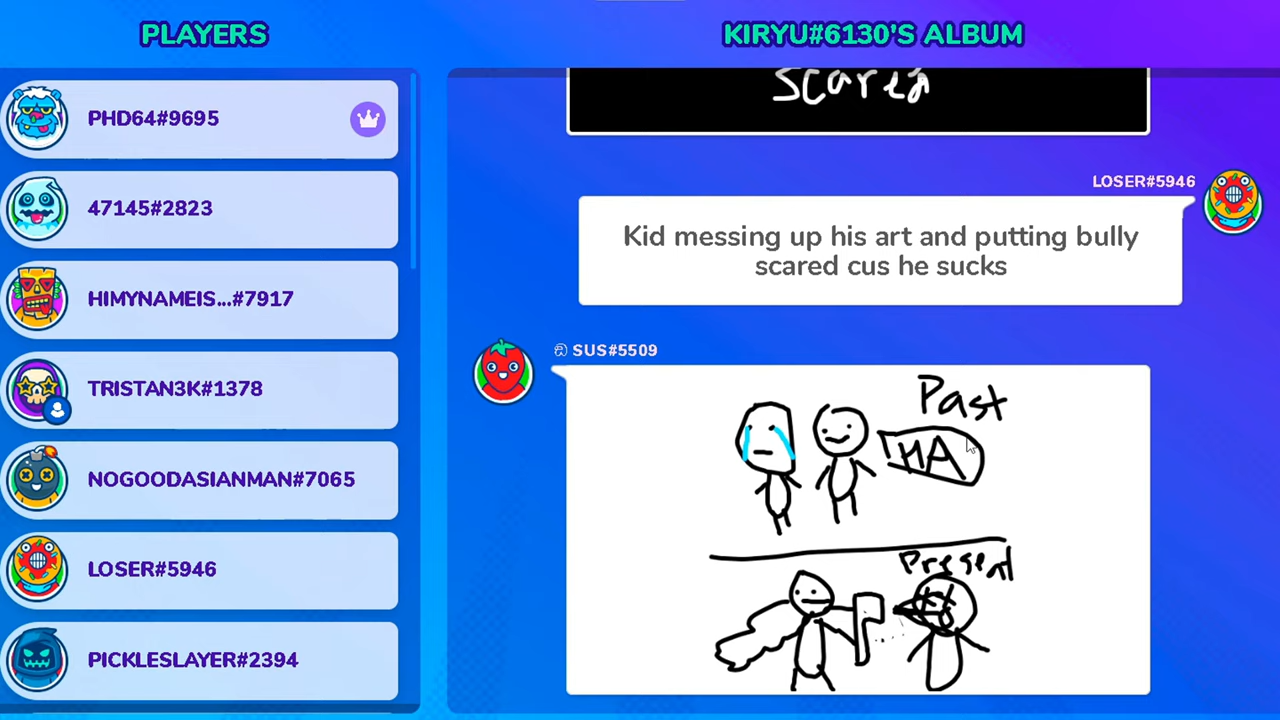 PLAYERS
KIRYU#6130'S ALBUM
PHD64#9695
47145#2823
HIMYNAMEIS...#7917
TRISTAN3K#1378
NOGOODASIANMAN#7065
LOSER#5946
PICKLESLAYER#2394
scared
LOSER#5946
Kid messing up his art and putting bully
scared cus he sucks
SUS#5509
Past
HA
Present